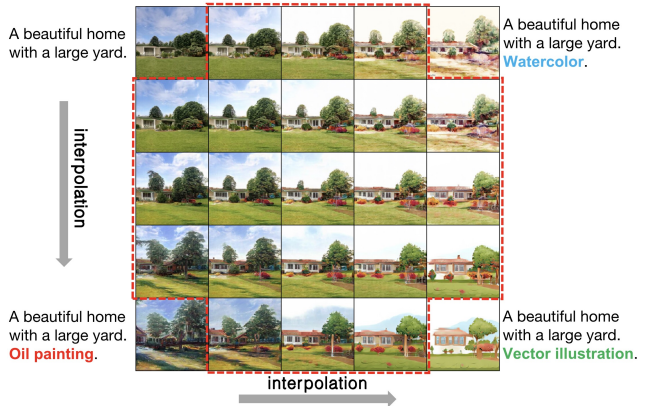 A beautiful home
with a large yard.
A beautiful home
with a large yard.
Watercolor.
interpolation
A beautiful home
with a large yard.
Oil painting.
A beautiful home
with a large yard.
Vector illustration.
interpolation